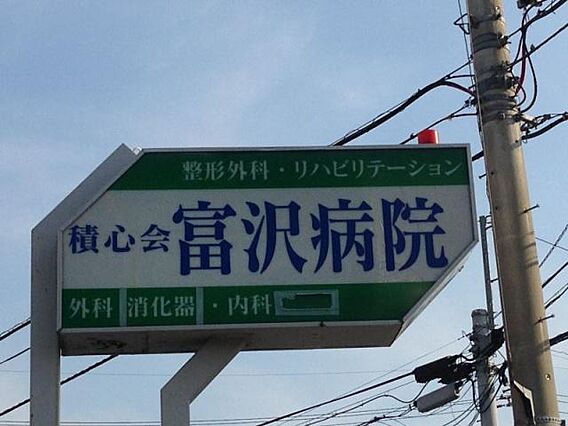 整形外科・リハビリテーション
積心会 富沢病院
外科 消化器・内科